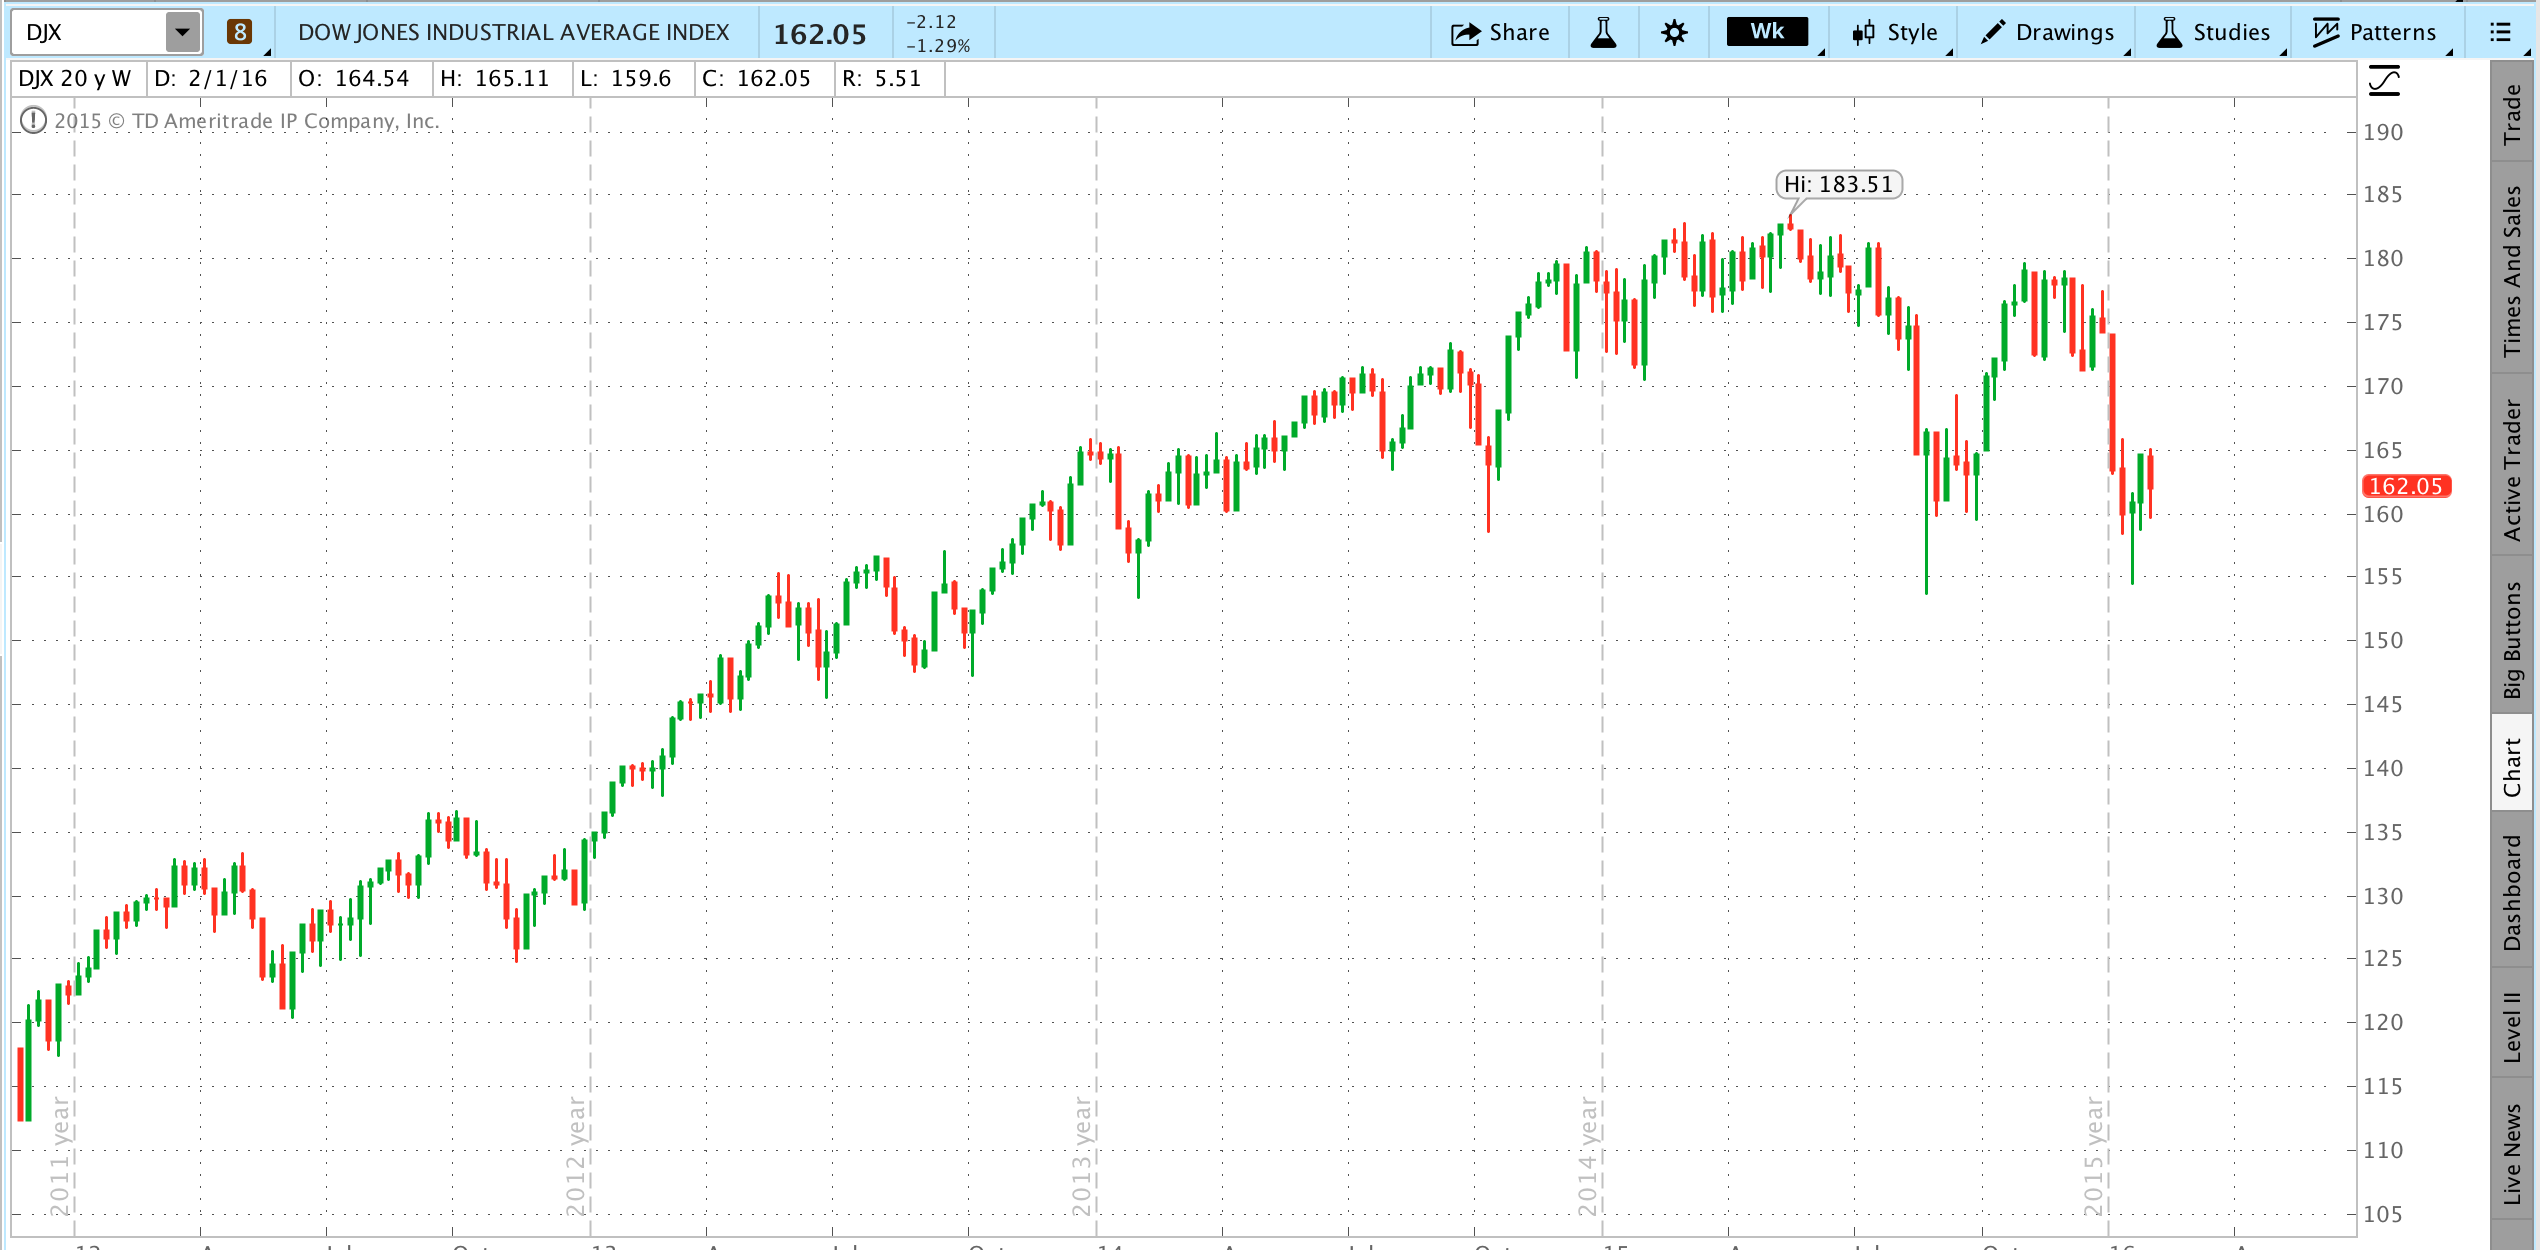 DJX 8 DOW JONES INDUSTRIAL AVERAGE INDEX 162.05 -2.12 -1.29% Share Wk Style Drawings Studies Patterns
DJX 20 y W D: 2/1/16 O: 164.54 H: 165.11 L: 159.6 C: 162.05 R: 5.51
2015 © TD Ameritrade IP Company, Inc.
Hi: 183.51
190
185
180
175
170
165
162.05
160
155
150
145
140
135
130
125
120
115
110
105
2011 year
2012 year
2013 year
2014 year
2015 year
Trade
Times And Sales
Active Trader
Big Buttons
Chart
Dashboard
Level II
Live News